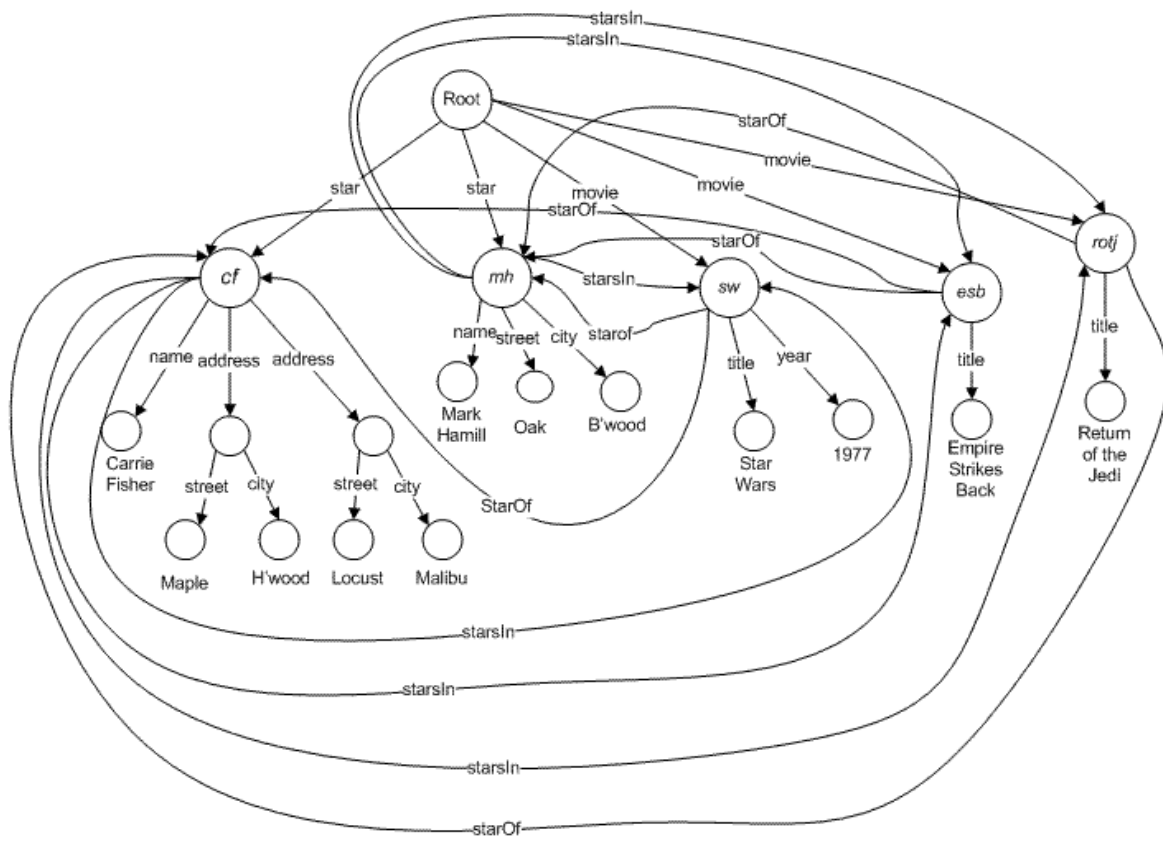 starsIn
starsIn
Root
starOf
movie
star
star
movie
movie
starOf
starOf
rotj
cf
mh
starsIn
sw
esb
name
address
address
name
street
city
starof
title
year
title
title
Mark
Hamill
Oak
B'wood
Carrie
Fisher
Star
Wars
1977
Empire
Strikes
Back
Return
of the
Jedi
street
city
street
city
StarOf
Maple
H'wood
Locust
Malibu
starsIn
starsIn
starsIn
starOf